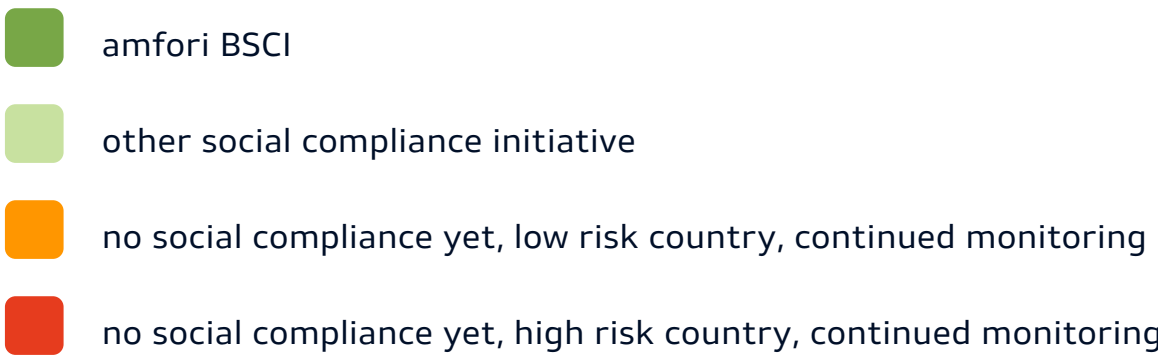 amfori BSCI
other social compliance initiative
no social compliance yet, low risk country, continued monitoring
no social compliance yet, high risk country, continued monitoring